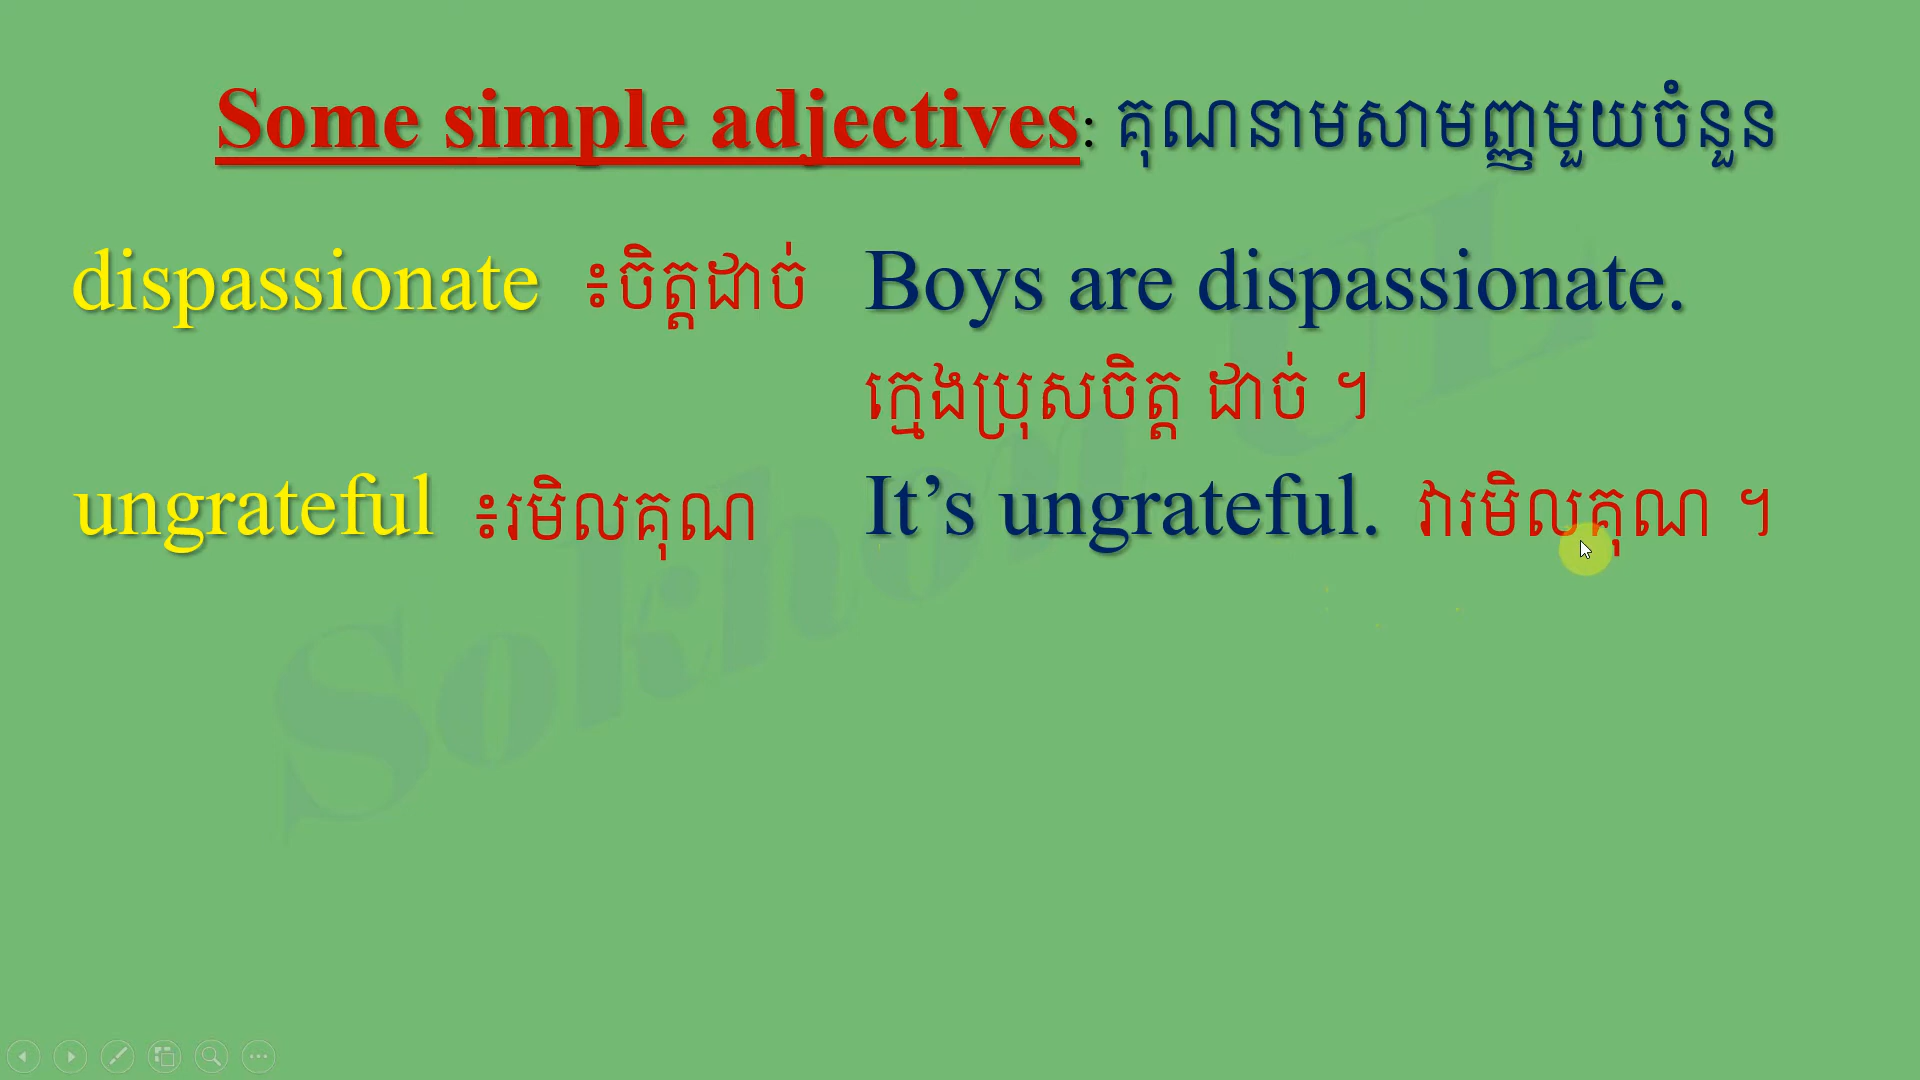 Some simple adjectives: គុណនាមសាមញ្ញមួយចំនួន
dispassionate ៖ចិត្តដាច់ Boys are dispassionate.
ក្មេងប្រុសចិត្ត ដាច់ ។
ungrateful ៖រមិលគុណ It’s ungrateful. វារមិលគុណ ។
Sokhom UL